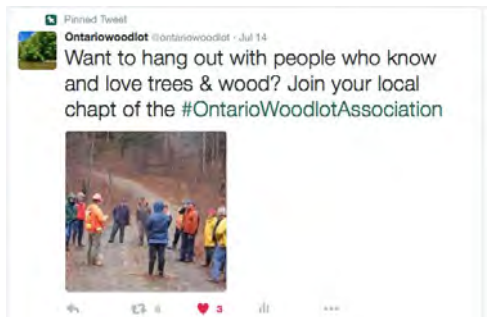 Pinned Tweet
Ontariowoodlot @ontariowoodlot · Jul 14
Want to hang out with people who know
and love trees & wood? Join your local
chapt of the #OntarioWoodlotAssociation
6 3